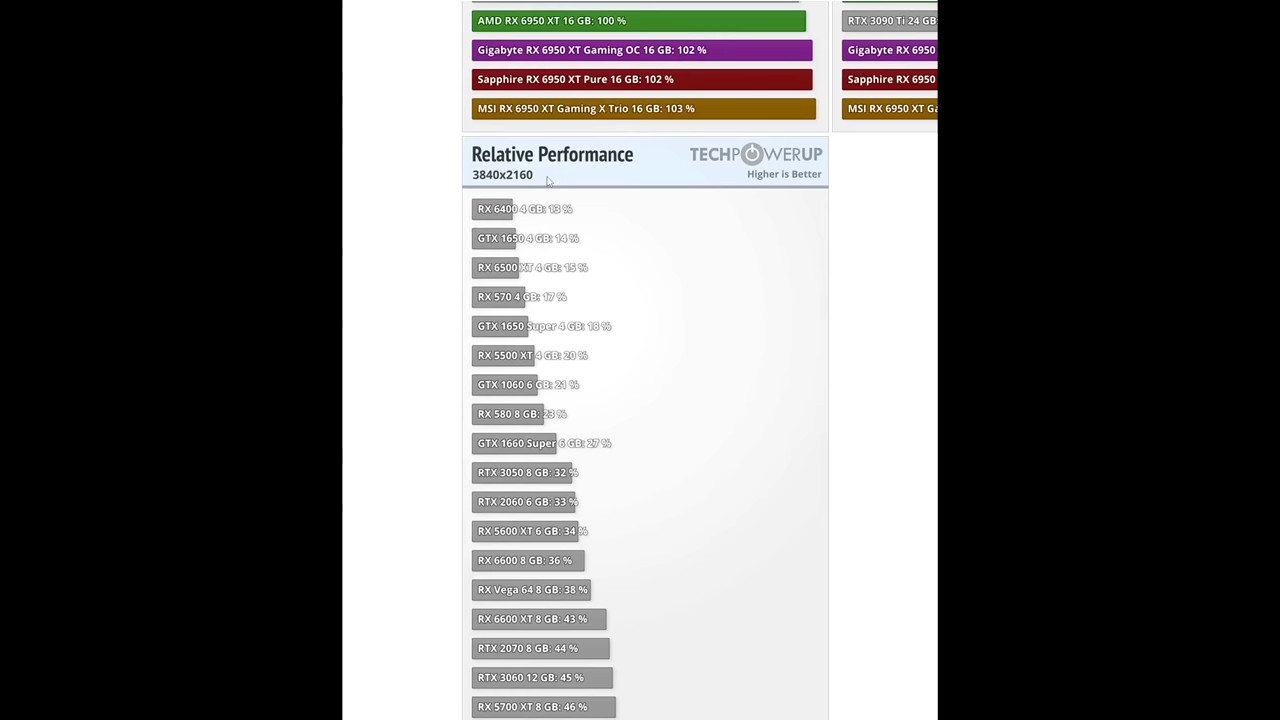 AMD RX 6950 XT 16 GB: 100 %
Gigabyte RX 6950 XT Gaming OC 16 GB: 102 %
Sapphire RX 6950 XT Pure 16 GB: 102 %
MSI RX 6950 XT Gaming X Trio 16 GB: 103 %
RTX 3090 Ti 24 GB
Gigabyte RX 6950
Sapphire RX 6950
MSI RX 6950 XT Ga
Relative Performance
3840x2160
TECHPOWERUP
Higher is Better
RX 6400 4 GB: 13 %
GTX 1650 4 GB: 14 %
RX 6500 XT 4 GB: 15 %
RX 570 4 GB: 17 %
GTX 1650 Super 4 GB: 18 %
RX 5500 XT 4 GB: 20 %
GTX 1060 6 GB: 21 %
RX 580 8 GB: 23 %
GTX 1660 Super 6 GB: 27 %
RTX 3050 8 GB: 32 %
RTX 2060 6 GB: 33 %
RX 5600 XT 6 GB: 34 %
RX 6600 8 GB: 36 %
RX Vega 64 8 GB: 38 %
RX 6600 XT 8 GB: 43 %
RTX 2070 8 GB: 44 %
RTX 3060 12 GB: 45 %
RX 5700 XT 8 GB: 46 %